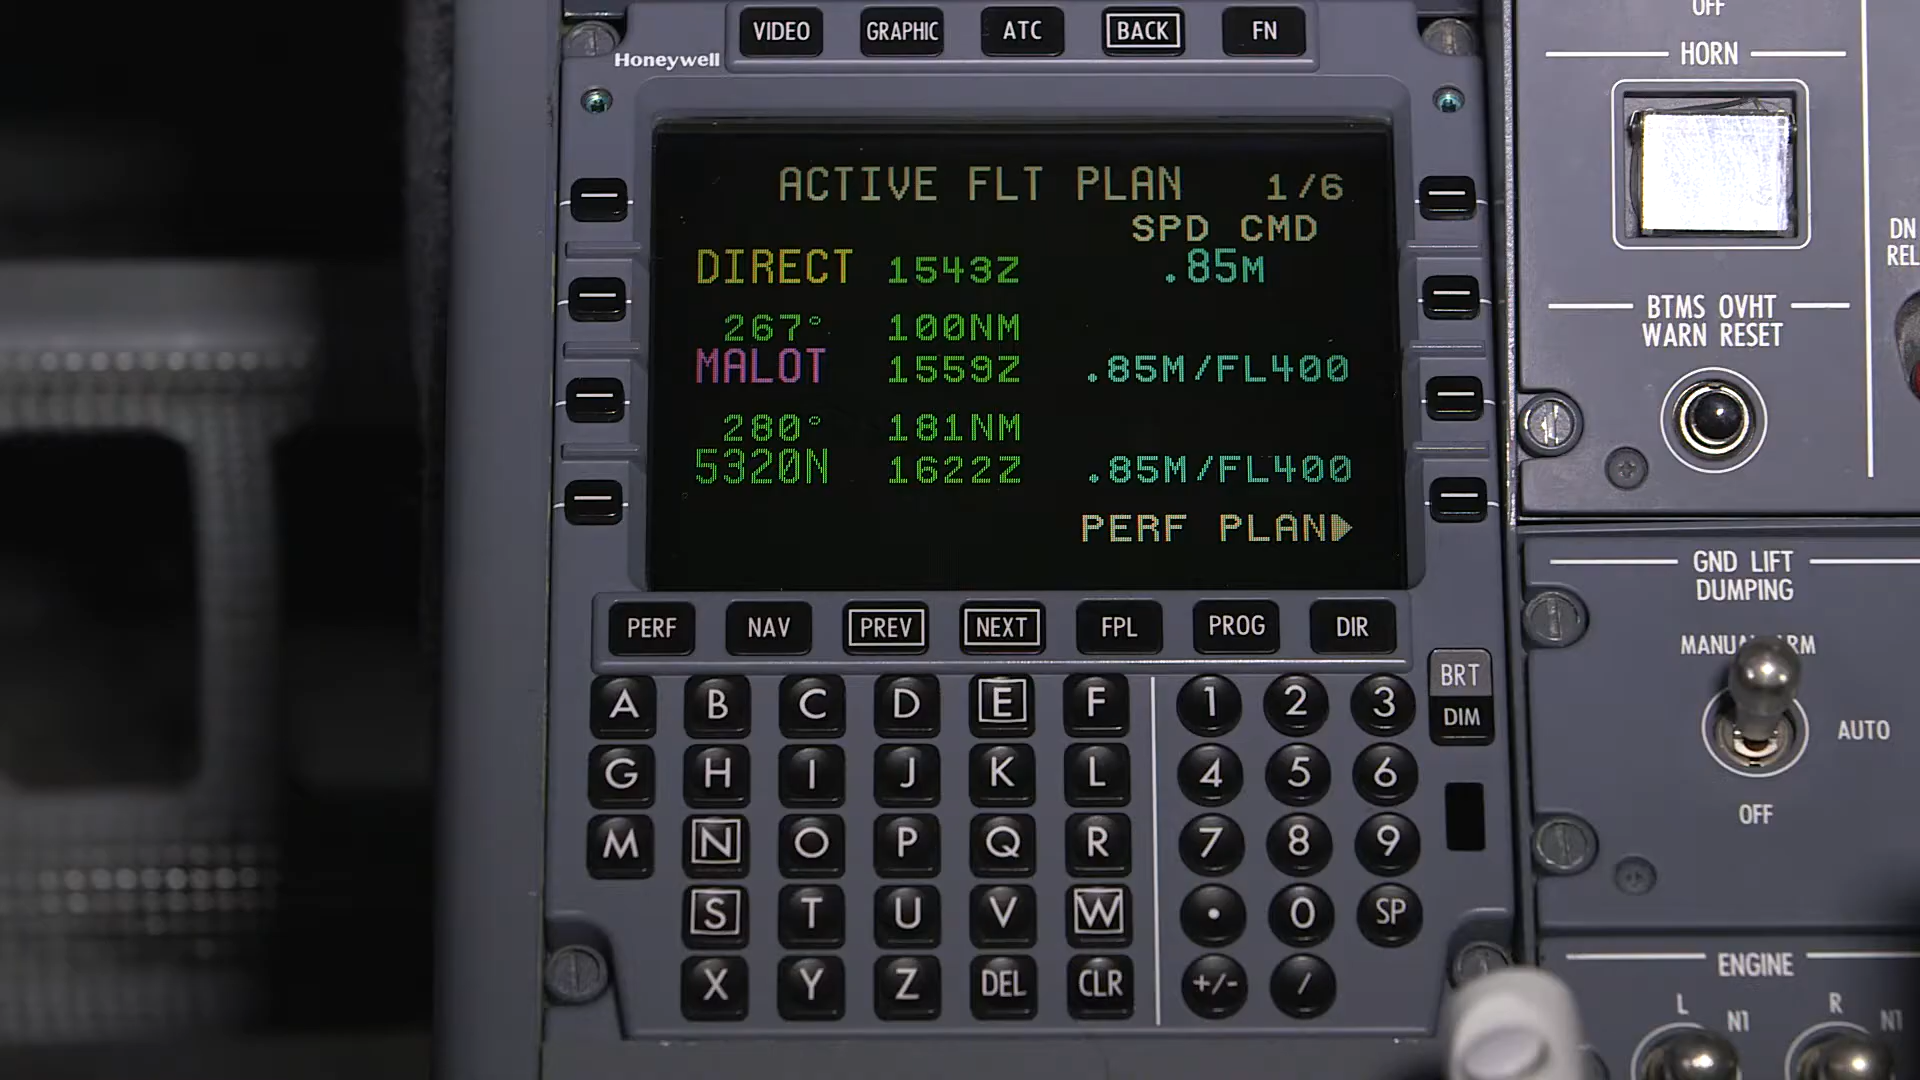 VIDEO GRAPHIC ATC BACK FN
Honeywell
ACTIVE FLT PLAN 1/6
SPD CMD
DIRECT 1543Z .85M
267° 100NM
MALOT 1559Z .85M/FL400
280° 181NM
5320N 1622Z .85M/FL400
PERF PLAN
PERF NAV PREV NEXT FPL PROG DIR
BRT
DIM
A B C D E F 1 2 3
G H I J K L 4 5 6
M N O P Q R 7 8 9
S T U V W • 0 SP
X Y Z DEL CLR +/- /
OFF
HORN
DN
REL
BTMS OVHT
WARN RESET
GND LIFT
DUMPING
AUTO
OFF
ENGINE
L R
N1 N1